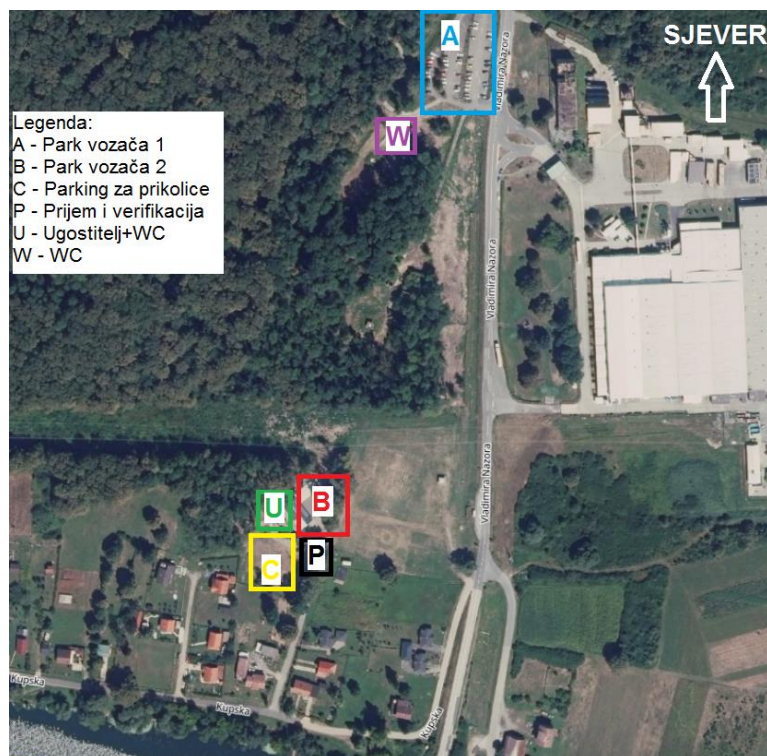 A
SJEVER
Vladimira Nazora
Legenda:
A - Park vozača 1
B - Park vozača 2
C - Parking za prikolice
P - Prijem i verifikacija
U - Ugostitelj+WC
W - WC
W
Vladimira Nazora
Vladimira Nazora
U
B
C
P
Kupska
Kupska
Kupska